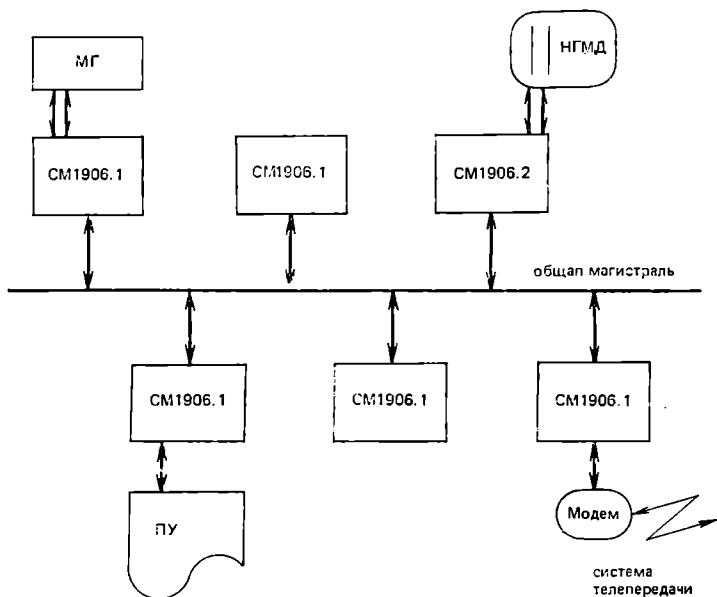 МГ
НГМД
СМ1906.1
СМ1906.1
СМ1906.2
общап магистраль
СМ1906.1
СМ1906.1
СМ1906.1
ПУ
Модем
система
телепередачи